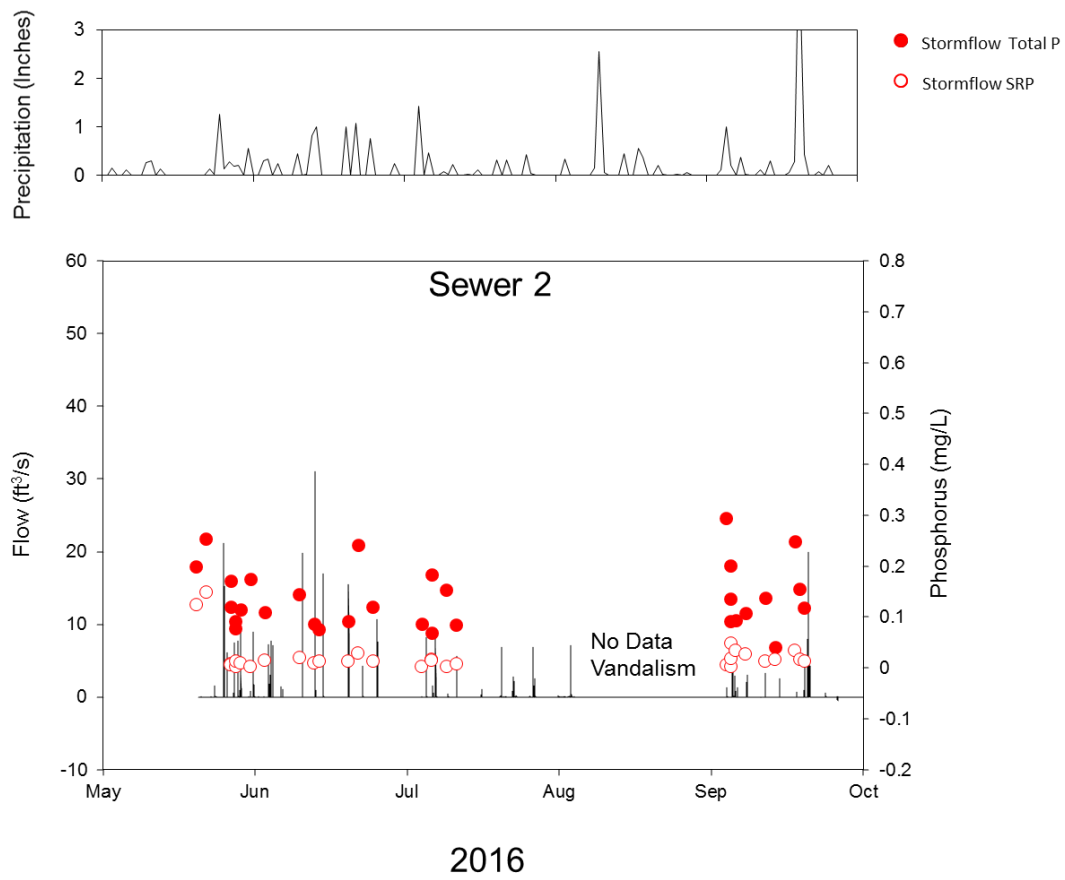 3
2
1
0
Precipitation (Inches)
Stormflow Total P
Stormflow SRP
Sewer 2
60
50
40
30
20
10
0
-10
Flow (ft³/s)
0.8
0.7
0.6
0.5
0.4
0.3
0.2
0.1
0
-0.1
-0.2
Phosphorus (mg/L)
No Data
Vandalism
May Jun Jul Aug Sep Oct
2016